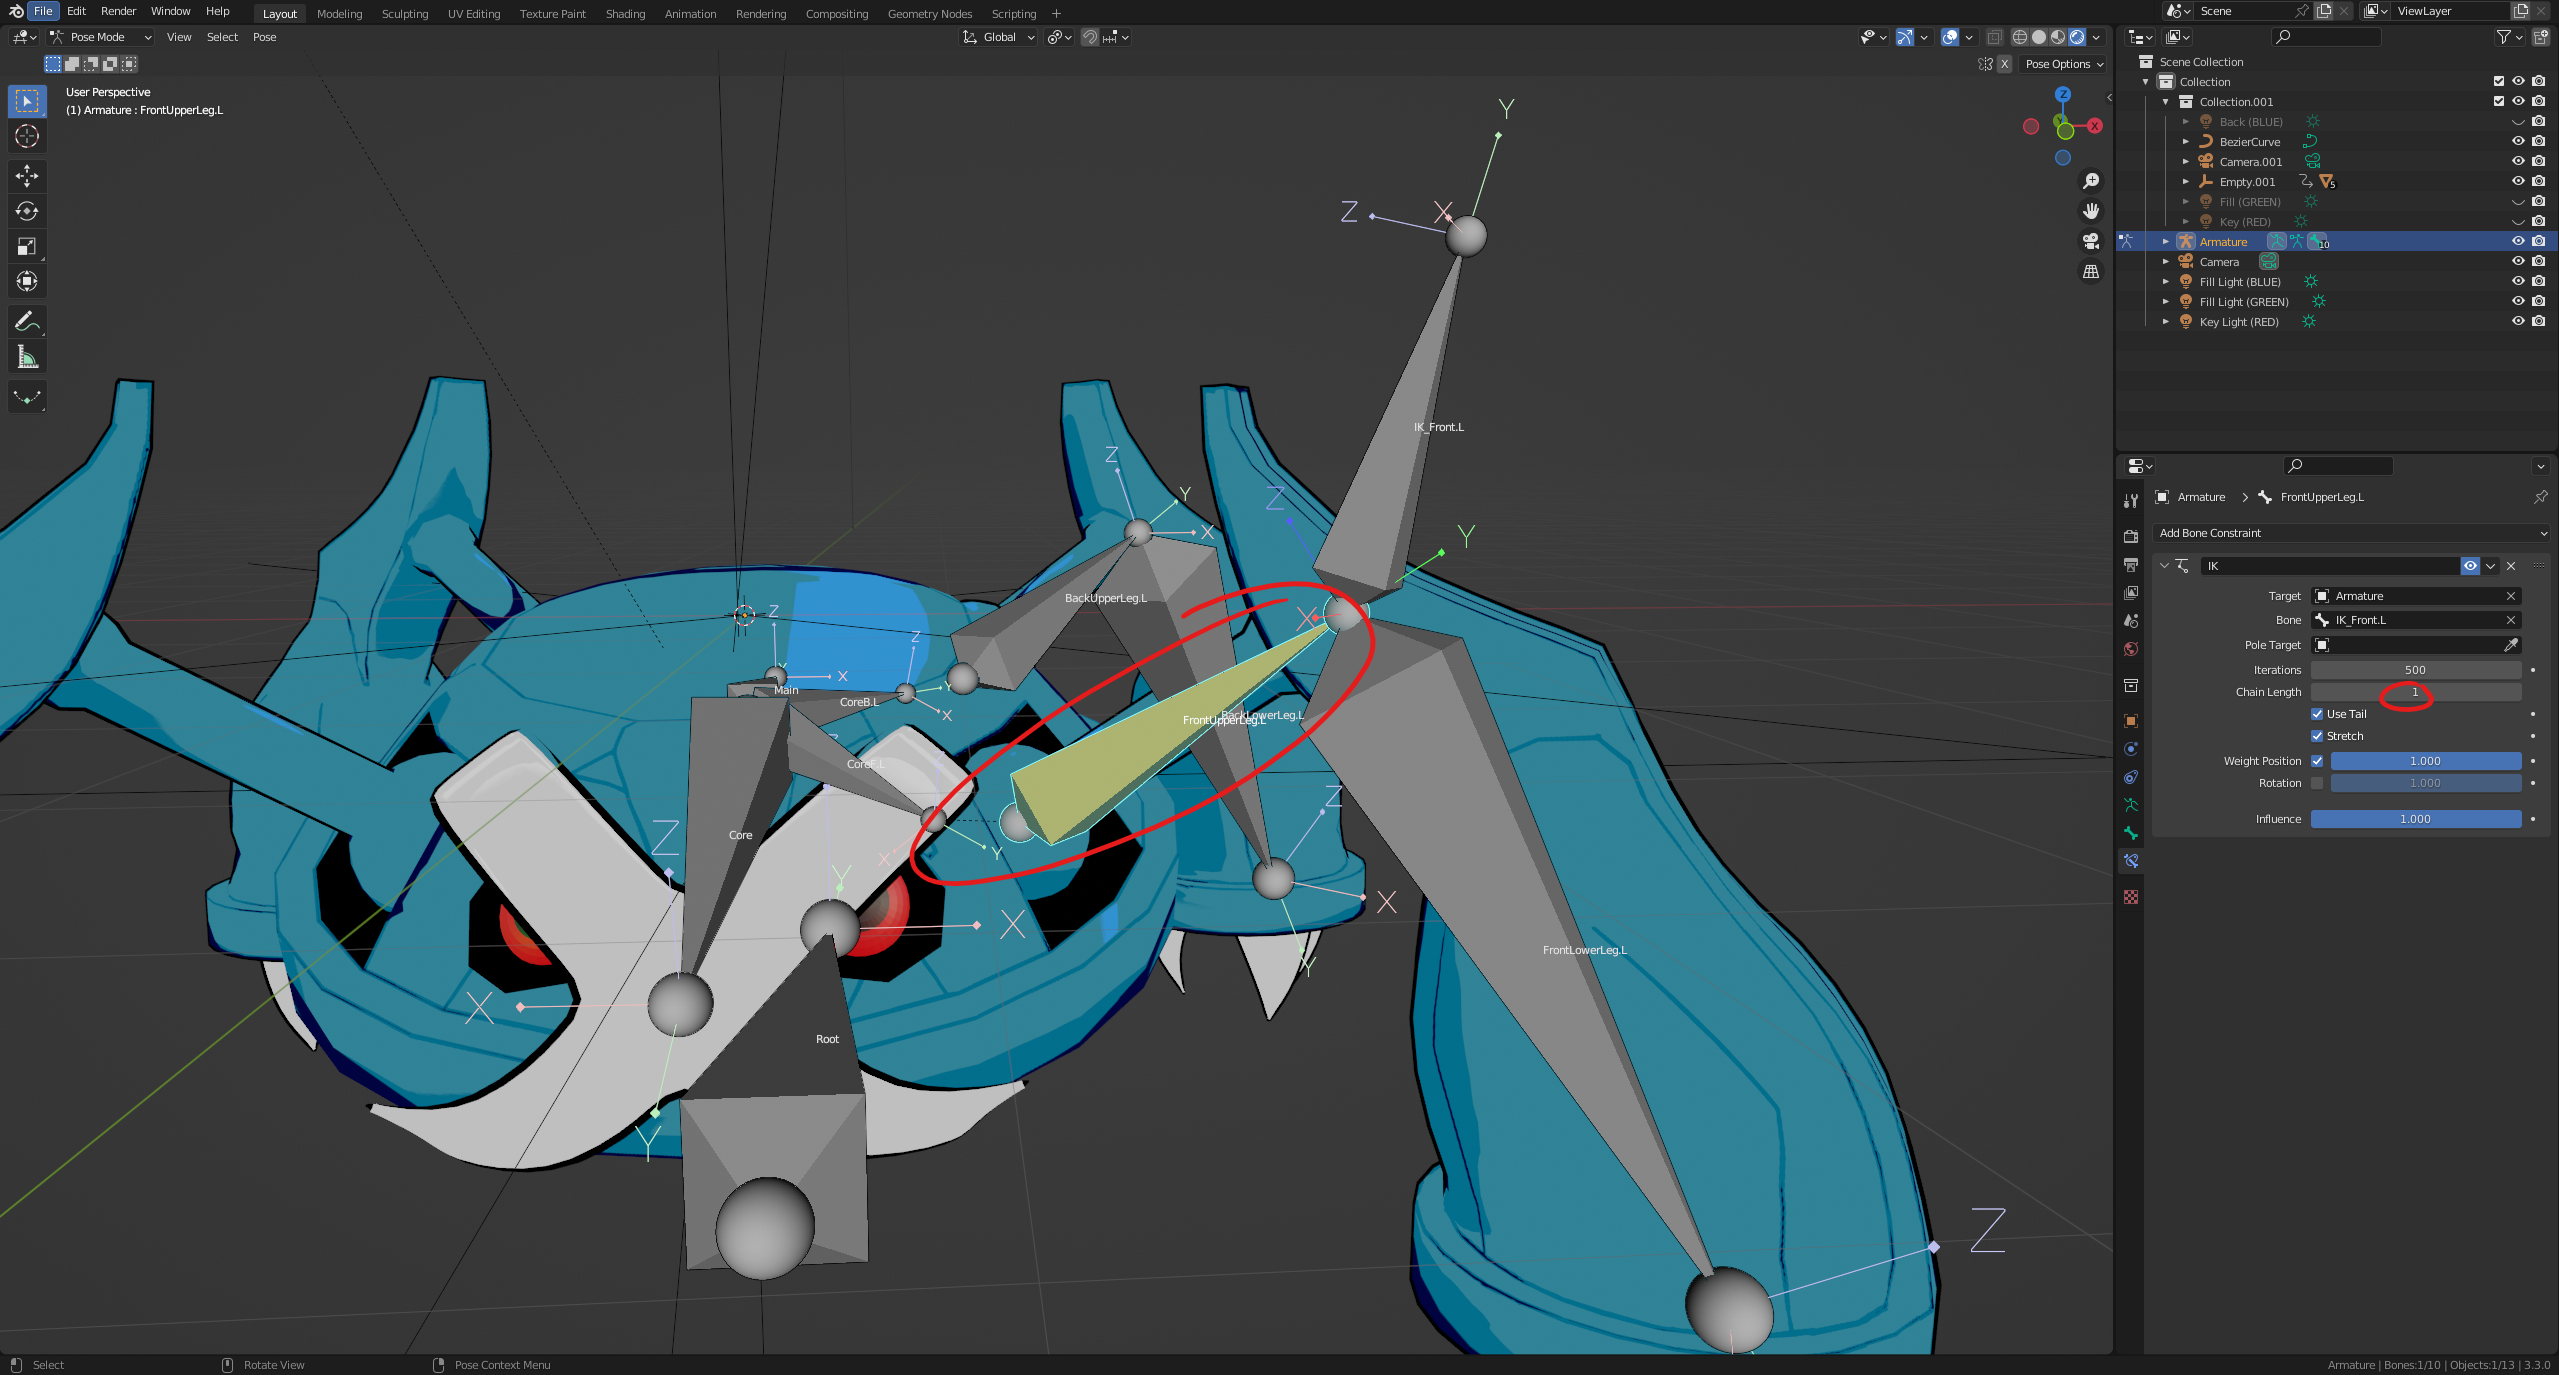 File Edit Render Window Help Layout Modeling Sculpting UV Editing Texture Paint Shading Animation Rendering Compositing Geometry Nodes Scripting + Scene ViewLayer
Pose Mode View Select Pose Global
X Pose Options
User Perspective
(1) Armature : FrontUpperLeg.L
Z
X
Y
Z
X
IK_Front.L
Z
Y
X
Z
Y
X
BackUpperLeg.L
Z
X
Main
Z
Y
X
CoreB.L
FrontUpperLeg.L
BackLowerLeg.L
CoreF.L
X
Y
Core
Z
X
Y
Z
Y
X
FrontLowerLeg.L
X
Y
Root
Z
Scene Collection
Collection
Collection.001
Back (BLUE)
BezierCurve
Camera.001
Empty.001 5
Fill (GREEN)
Key (RED)
Armature 10
Camera
Fill Light (BLUE)
Fill Light (GREEN)
Key Light (RED)
Armature > FrontUpperLeg.L
Add Bone Constraint
IK
Target Armature
Bone IK_Front.L
Pole Target
Iterations 500
Chain Length 1
Use Tail
Stretch
Weight Position 1.000
Rotation 1.000
Influence 1.000
Select Rotate View Pose Context Menu Armature | Bones:1/10 | Objects:1/13 | 3.3.0